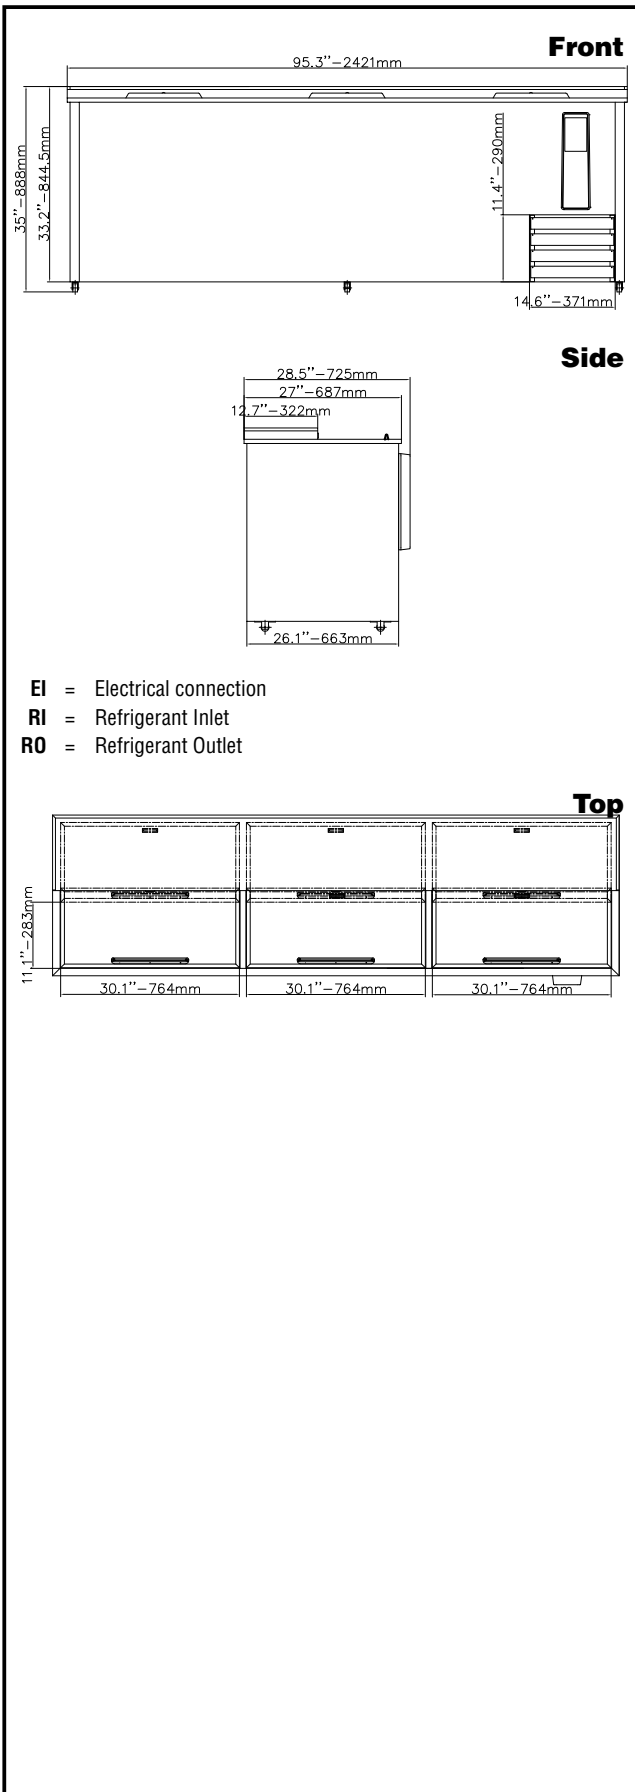 Front
95.3’’–2421mm
35’’–888mm
33.2’’–844.5mm
11.4’’–290mm
14.6’’–371mm
Side
28.5’’–725mm
27’’–687mm
12.7’’–322mm
26.1’’–663mm
EI = Electrical connection
RI = Refrigerant Inlet
RO = Refrigerant Outlet
Top
11.1’’–283mm
30.1’’–764mm 30.1’’–764mm 30.1’’–764mm